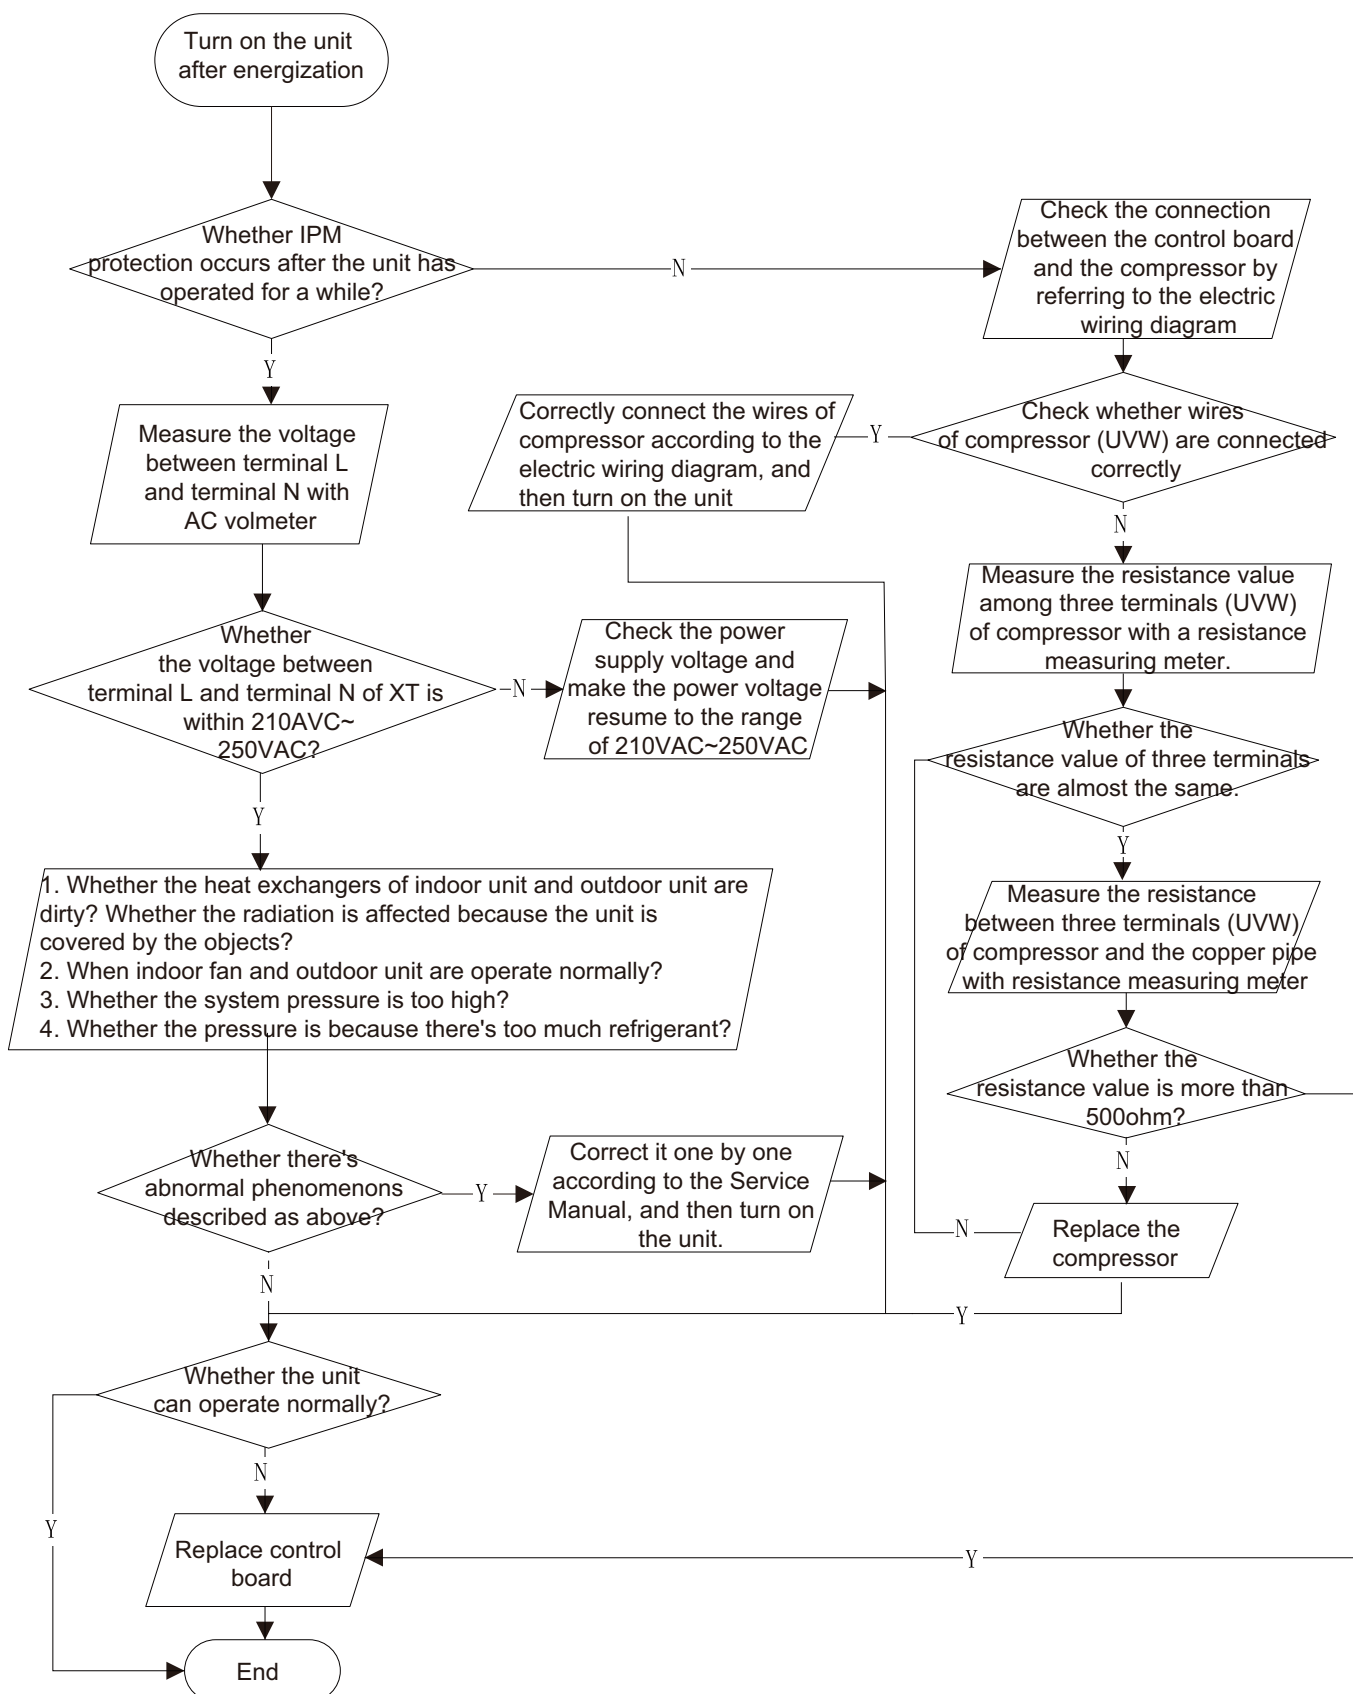 Turn on the unit
after energization
Whether IPM
protection occurs after the unit has
operated for a while?
N
Check the connection
between the control board
and the compressor by
referring to the electric
wiring diagram
Y
Measure the voltage
between terminal L
and terminal N with
AC volmeter
Correctly connect the wires of
compressor according to the
electric wiring diagram, and
then turn on the unit
Y
Check whether wires
of compressor (UVW) are connected
correctly
N
Measure the resistance value
among three terminals (UVW)
of compressor with a resistance
measuring meter.
Whether
the voltage between
terminal L and terminal N of XT is
within 210AVC~
250VAC?
N
Check the power
supply voltage and
make the power voltage
resume to the range
of 210VAC~250VAC
Whether the
resistance value of three terminals
are almost the same.
Y
Y
1. Whether the heat exchangers of indoor unit and outdoor unit are
dirty? Whether the radiation is affected because the unit is
covered by the objects?
2. When indoor fan and outdoor unit are operate normally?
3. Whether the system pressure is too high?
4. Whether the pressure is because there's too much refrigerant?
Measure the resistance
between three terminals (UVW)
of compressor and the copper pipe
with resistance measuring meter
Whether the
resistance value is more than
500ohm?
Whether there's
abnormal phenomenons
described as above?
Y
Correct it one by one
according to the Service
Manual, and then turn on
the unit.
N
N
Replace the
compressor
N
Y
Whether the unit
can operate normally?
N
Y
Replace control
board
Y
End